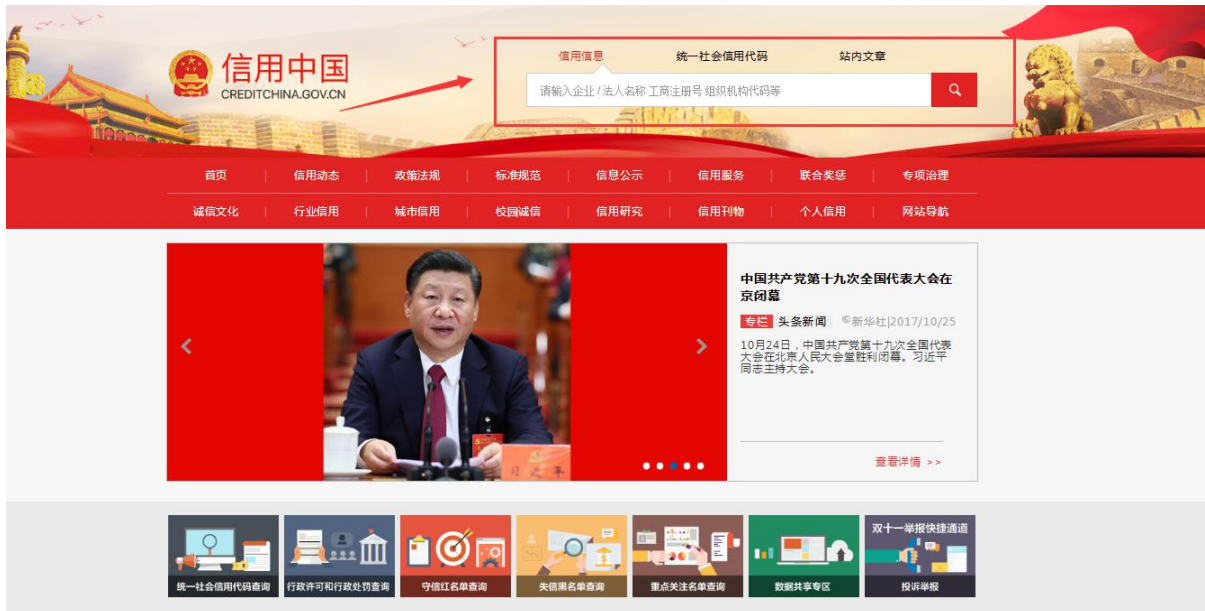 信用中国
CREDITCHINA.GOV.CN
信用信息 统一社会信用代码 站内文章
请输入企业/法人名称 工商注册号 组织机构代码等
首页 | 信用动态 | 政策法规 | 标准规范 | 信息公示 | 信用服务 | 联合奖惩 | 专项治理
诚信文化 | 行业信用 | 城市信用 | 校园诚信 | 信用研究 | 信用刊物 | 个人信用 | 网站导航
中国共产党第十九次全国代表大会在
京闭幕
专栏 头条新闻 ©新华社|2017/10/25
10月24日，中国共产党第十九次全国代表
大会在北京人民大会堂胜利闭幕。习近平
同志主持大会。
习近平
查看详情 >>
双十一举报快捷通道
统一社会信用代码查询 行政许可和行政处罚查询 守信红名单查询 失信黑名单查询 重点关注名单查询 数据共享专区 投诉举报